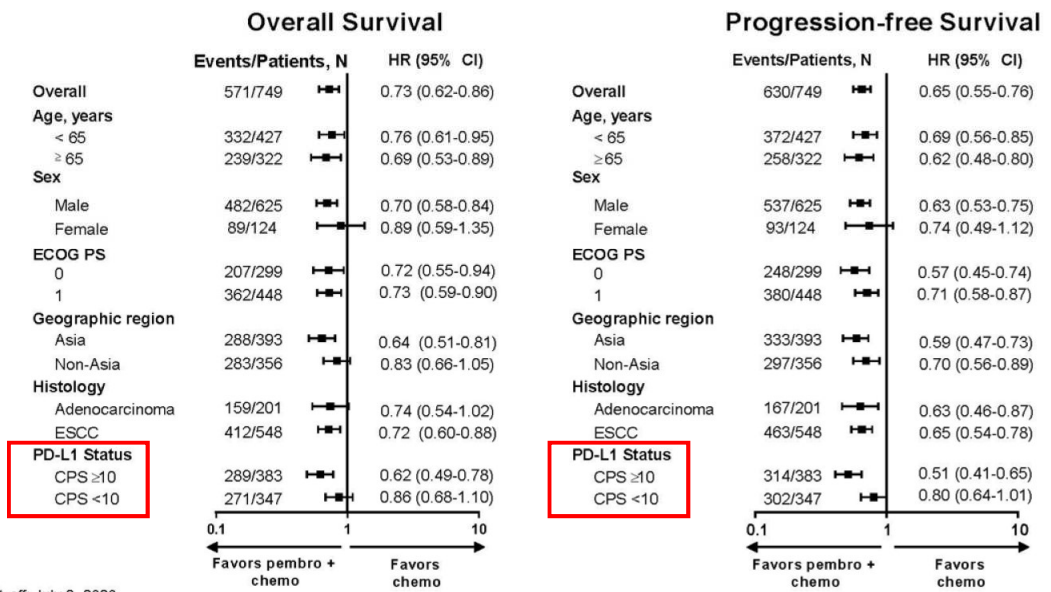 Overall Survival
Events/Patients, N HR (95% CI)
Overall 571/749 0.73 (0.62-0.86)
Age, years
< 65 332/427 0.76 (0.61-0.95)
≥ 65 239/322 0.69 (0.53-0.89)
Sex
Male 482/625 0.70 (0.58-0.84)
Female 89/124 0.89 (0.59-1.35)
ECOG PS
0 207/299 0.72 (0.55-0.94)
1 362/448 0.73 (0.59-0.90)
Geographic region
Asia 288/393 0.64 (0.51-0.81)
Non-Asia 283/356 0.83 (0.66-1.05)
Histology
Adenocarcinoma 159/201 0.74 (0.54-1.02)
ESCC 412/548 0.72 (0.60-0.88)
PD-L1 Status
CPS ≥10 289/383 0.62 (0.49-0.78)
CPS <10 271/347 0.86 (0.68-1.10)
0.1 1 10
Favors pembro + Favors
chemo chemo
Progression-free Survival
Events/Patients, N HR (95% CI)
Overall 630/749 0.65 (0.55-0.76)
Age, years
< 65 372/427 0.69 (0.56-0.85)
≥65 258/322 0.62 (0.48-0.80)
Sex
Male 537/625 0.63 (0.53-0.75)
Female 93/124 0.74 (0.49-1.12)
ECOG PS
0 248/299 0.57 (0.45-0.74)
1 380/448 0.71 (0.58-0.87)
Geographic region
Asia 333/393 0.59 (0.47-0.73)
Non-Asia 297/356 0.70 (0.56-0.89)
Histology
Adenocarcinoma 167/201 0.63 (0.46-0.87)
ESCC 463/548 0.65 (0.54-0.78)
PD-L1 Status
CPS ≥10 314/383 0.51 (0.41-0.65)
CPS <10 302/347 0.80 (0.64-1.01)
0.1 1 10
Favors pembro + Favors
chemo chemo